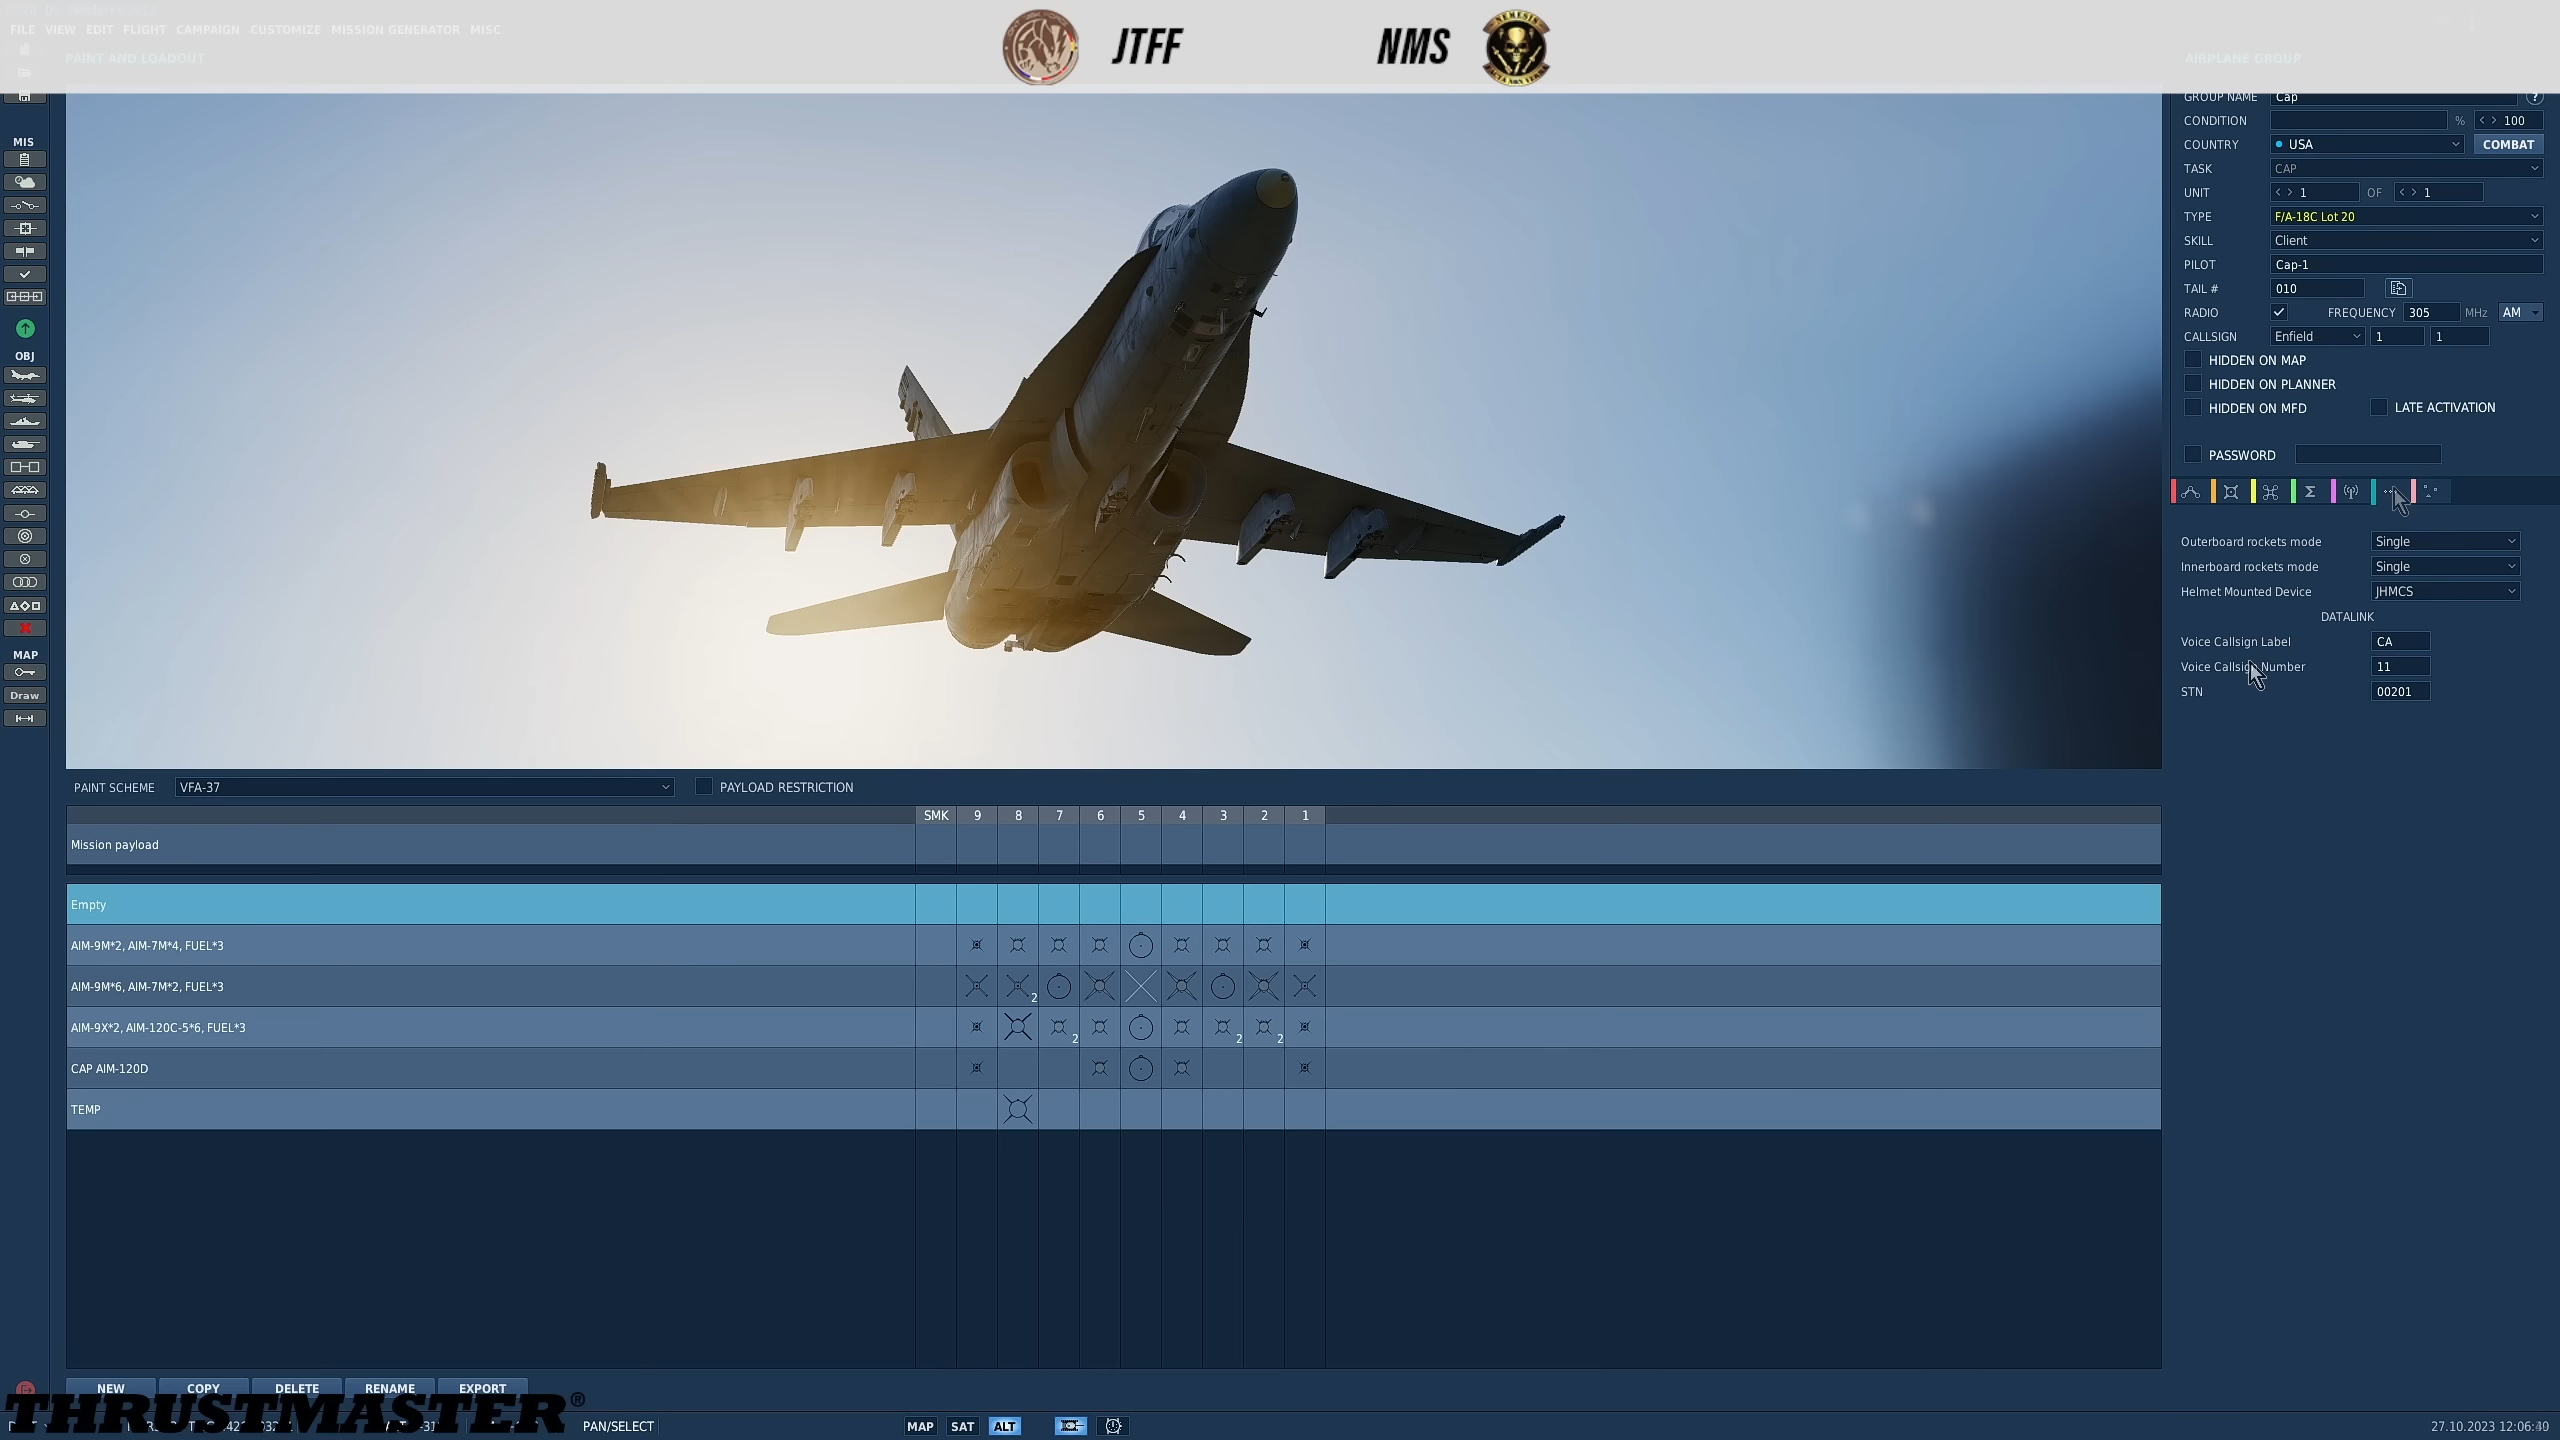 JTFF NMS
FILE VIEW EDIT FLIGHT CAMPAIGN CUSTOMIZE MISSION GENERATOR MISC
PAINT AND LOADOUT
AIRPLANE GROUP
GROUP NAME Cap ?
CONDITION % < > 100
COUNTRY USA COMBAT
TASK CAP
UNIT < > 1 OF < > 1
TYPE F/A-18C Lot 20
SKILL Client
PILOT Cap-1
TAIL # 010
RADIO FREQUENCY 305 MHz AM
CALLSIGN Enfield 1 1
HIDDEN ON MAP
HIDDEN ON PLANNER
HIDDEN ON MFD LATE ACTIVATION
PASSWORD
Outerboard rockets mode Single
Innerboard rockets mode Single
Helmet Mounted Device JHMCS
DATALINK
Voice Callsign Label CA
Voice Callsign Number 11
STN 00201
MIS
OBJ
MAP
Draw
PAINT SCHEME VFA-37 PAYLOAD RESTRICTION
SMK 9 8 7 6 5 4 3 2 1
Mission payload
Empty
AIM-9M*2, AIM-7M*4, FUEL*3
AIM-9M*6, AIM-7M*2, FUEL*3 2
AIM-9X*2, AIM-120C-5*6, FUEL*3 2 2 2
CAP AIM-120D
TEMP
NEW COPY DELETE RENAME EXPORT
THRUSTMASTER®
PAN/SELECT MAP SAT ALT